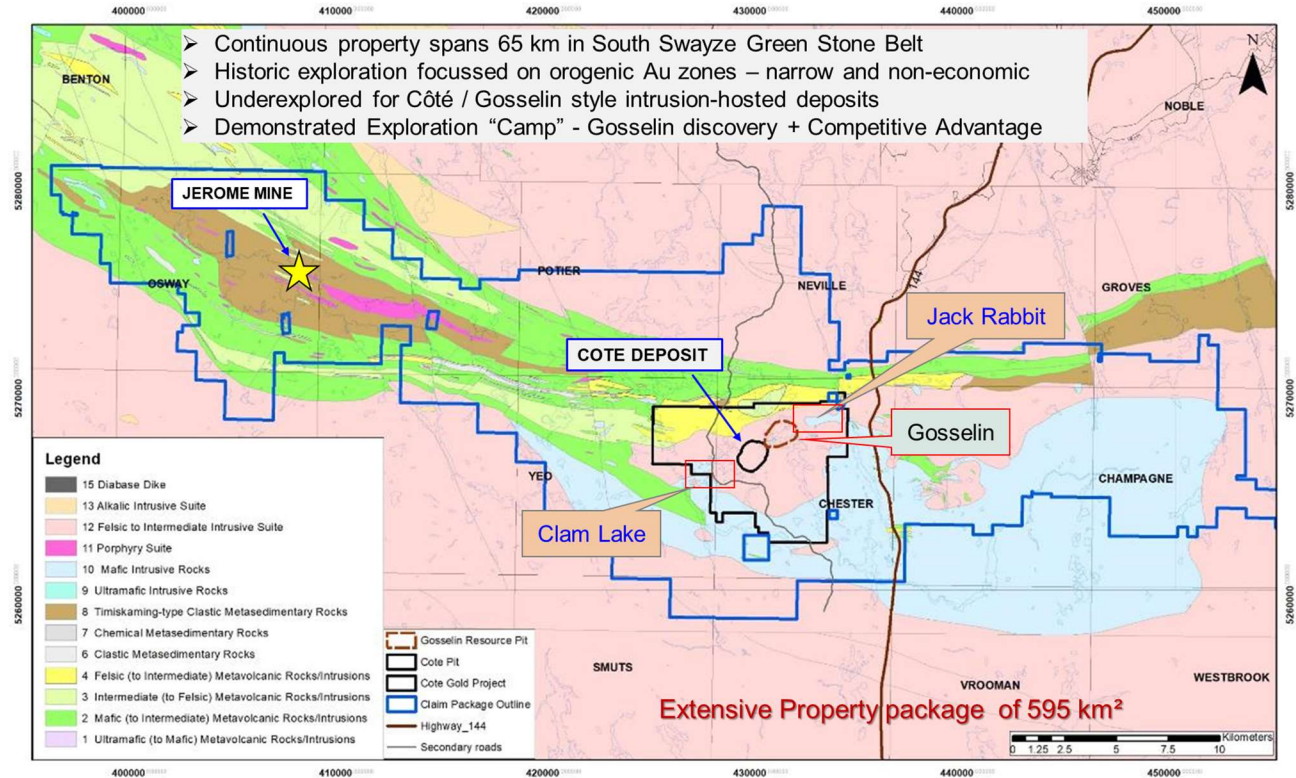 400000 410000 420000 430000 440000 450000
➢ Continuous property spans 65 km in South Swayze Green Stone Belt
➢ Historic exploration focussed on orogenic Au zones – narrow and non-economic
➢ Underexplored for Côté / Gosselin style intrusion-hosted deposits
➢ Demonstrated Exploration “Camp” - Gosselin discovery + Competitive Advantage
N
BENTON
NOBLE
5280000
5280000
JEROME MINE
OSWAY
POTIER
NEVILLE
144
GROVES
Jack Rabbit
COTE DEPOSIT
5270000
5270000
Gosselin
YEO
CHESTER
CHAMPAGNE
Clam Lake
5260000
5260000
SMUTS
VROOMAN
WESTBROOK
Extensive Property package of 595 km²
Legend
15 Diabase Dike
13 Alkalic Intrusive Suite
12 Felsic to Intermediate Intrusive Suite
11 Porphyry Suite
10 Mafic Intrusive Rocks
9 Ultramafic Intrusive Rocks
8 Timiskaming-type Clastic Metasedimentary Rocks
7 Chemical Metasedimentary Rocks
6 Clastic Metasedimentary Rocks
4 Felsic (to Intermediate) Metavolcanic Rocks/Intrusions
3 Intermediate (to Felsic) Metavolcanic Rocks/Intrusions
2 Mafic (to Intermediate) Metavolcanic Rocks/Intrusions
1 Ultramafic (to Mafic) Metavolcanic Rocks/Intrusions
Gosselin Resource Pit
Cote Pit
Cote Gold Project
Claim Package Outline
Highway_144
Secondary roads
Kilometers
0 1.25 2.5 5 7.5 10
400000 410000 420000 430000 440000 450000